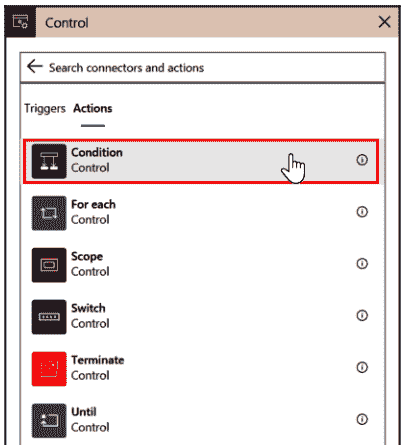 Control
Search connectors and actions
Triggers Actions
Condition
Control
For each
Control
Scope
Control
Switch
Control
Terminate
Control
Until
Control